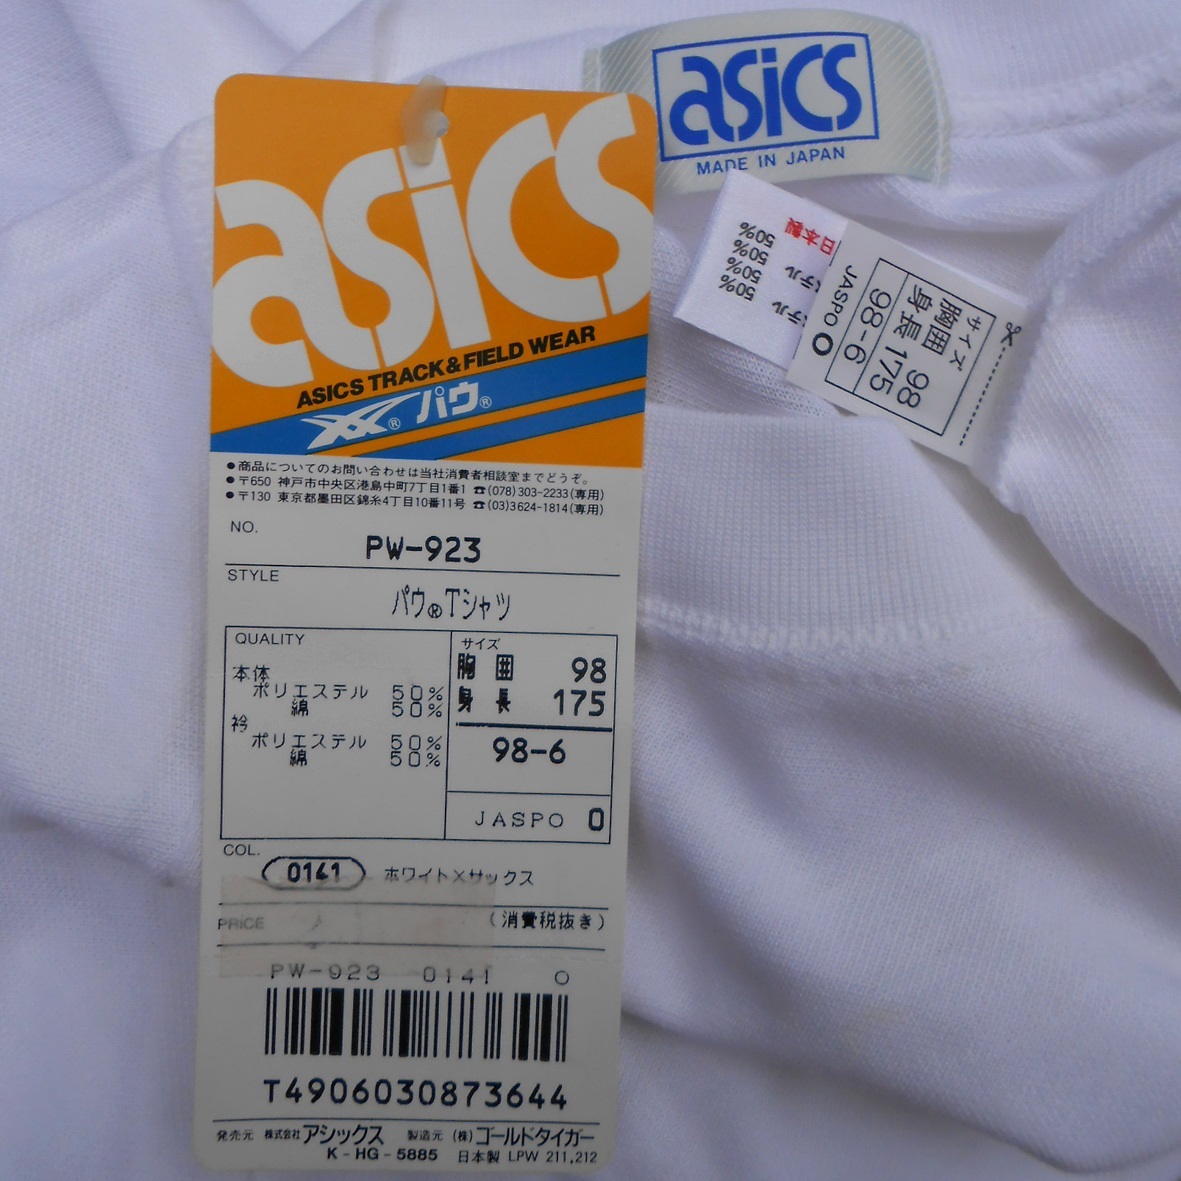 asics
ASICS TRACK & FIELD WEAR
® パウ®
●商品についてのお問い合わせは当社消費者相談室までどうぞ。
●〒650 神戸市中央区港島中町7丁目1番1 ☎(078)303-2233(専用)
●〒130 東京都墨田区錦糸4丁目10番11号 ☎(03)3624-1814(専用)
NO.
PW-923
STYLE
パウ®Tシャツ
QUALITY
本体
ポリエステル 50%
綿 50%
衿
ポリエステル 50%
綿 50%
サイズ
胸囲 98
身長 175
98-6
JASPO 0
COL.
0141 ホワイト×サックス
PRICE (消費税抜き)
PW-923 0141 O
T4906030873644
発売元 株式会社アシックス 製造元 (株)ゴールドタイガー
K-HG-5885 日本製 LPW 211,212
asics
MADE IN JAPAN
サイズ
胸囲 98
身長 175
98-6
JASPO O
日本製
50%
ステル 50%
50%
ステル 50%